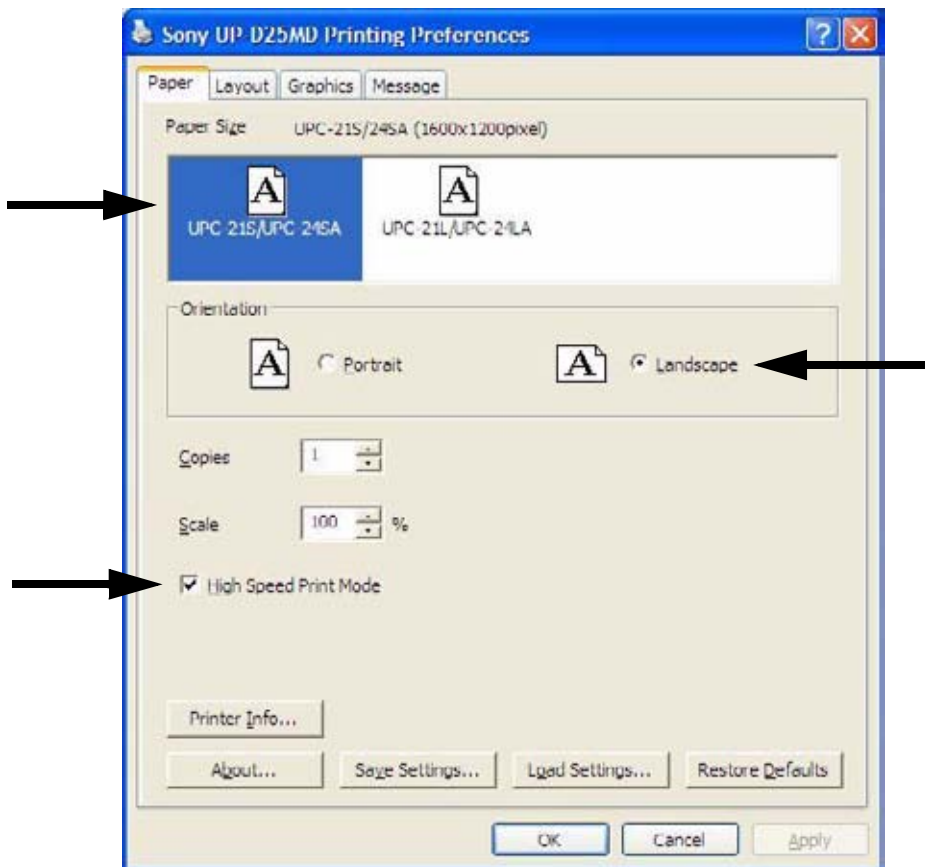 Sony UP-D25MD Printing Preferences
Paper Layout Graphics Message
Paper Size UPC-21S/24SA (1600x1200pixel)
A A
UPC-21S/UPC-24SA UPC-21L/UPC-24LA
Orientation
A Portrait A Landscape
Copies 1
Scale 100 %
High Speed Print Mode
Printer Info...
About... Save Settings... Load Settings... Restore Defaults
OK Cancel Apply